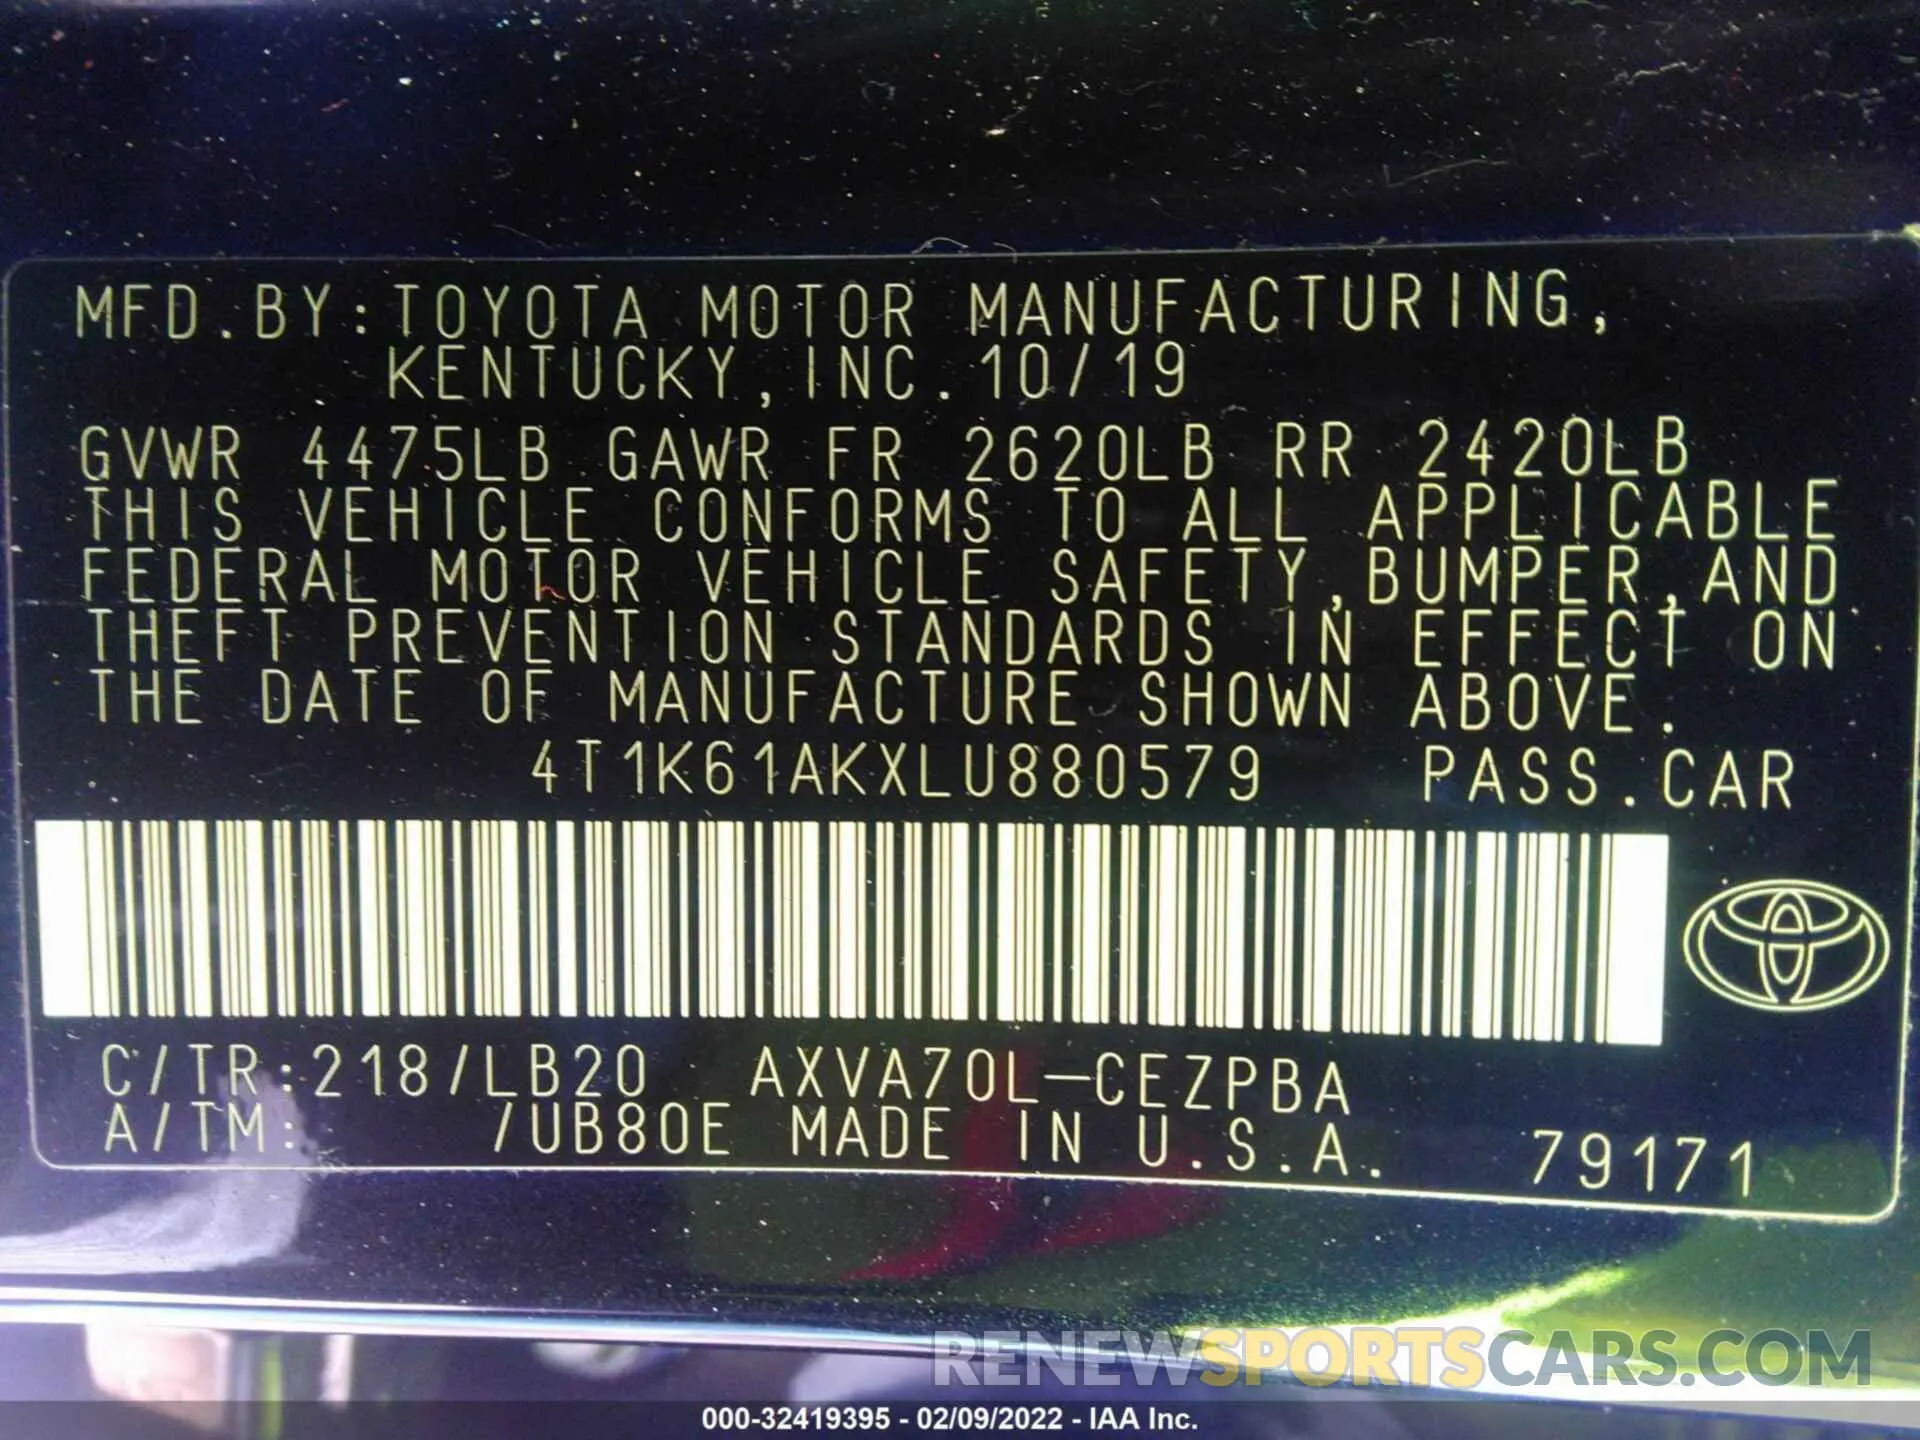 MFD.BY:TOYOTA MOTOR MANUFACTURING,
KENTUCKY,INC.10/19
GVWR 4475LB GAWR FR 2620LB RR 2420LB
THIS VEHICLE CONFORMS TO ALL APPLICABLE
FEDERAL MOTOR VEHICLE SAFETY,BUMPER,AND
THEFT PREVENTION STANDARDS IN EFFECT ON
THE DATE OF MANUFACTURE SHOWN ABOVE.
4T1K61AKXLU880579 PASS.CAR
C/TR:218/LB20 AXVA70L-CEZPBA
A/TM: /UB80E MADE IN U.S.A. 79171
RENEWSPORTSCARS.COM
000-32419395 - 02/09/2022 - IAA Inc.